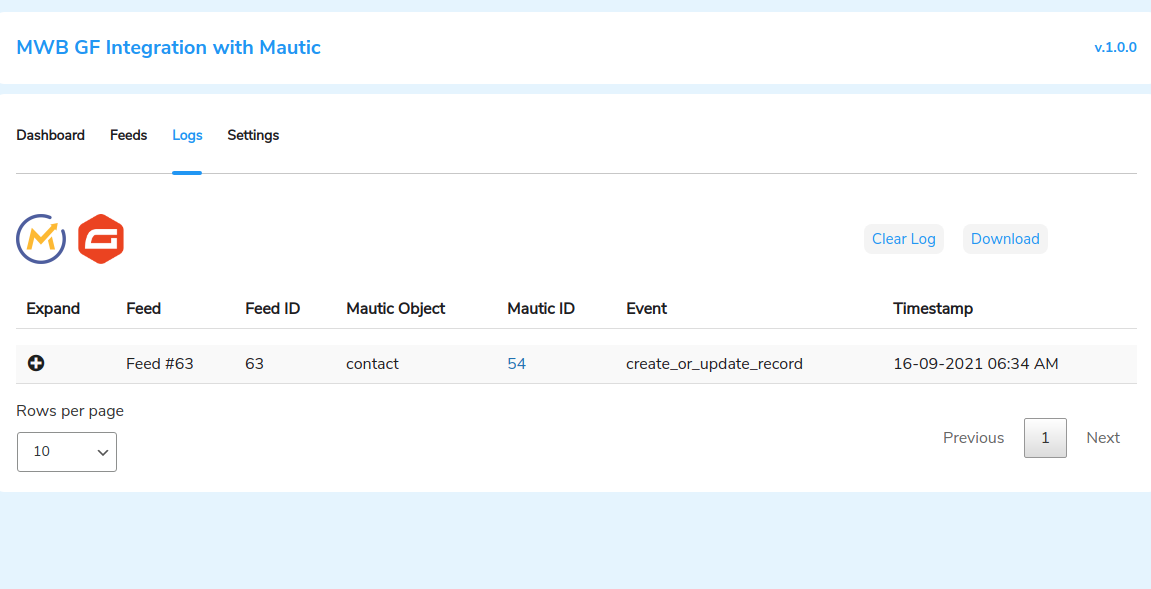 MWB GF Integration with Mautic v.1.0.0
Dashboard Feeds Logs Settings
Clear Log Download
Expand Feed Feed ID Mautic Object Mautic ID Event Timestamp
Feed #63 63 contact 54 create_or_update_record 16-09-2021 06:34 AM
Rows per page
10
Previous 1 Next